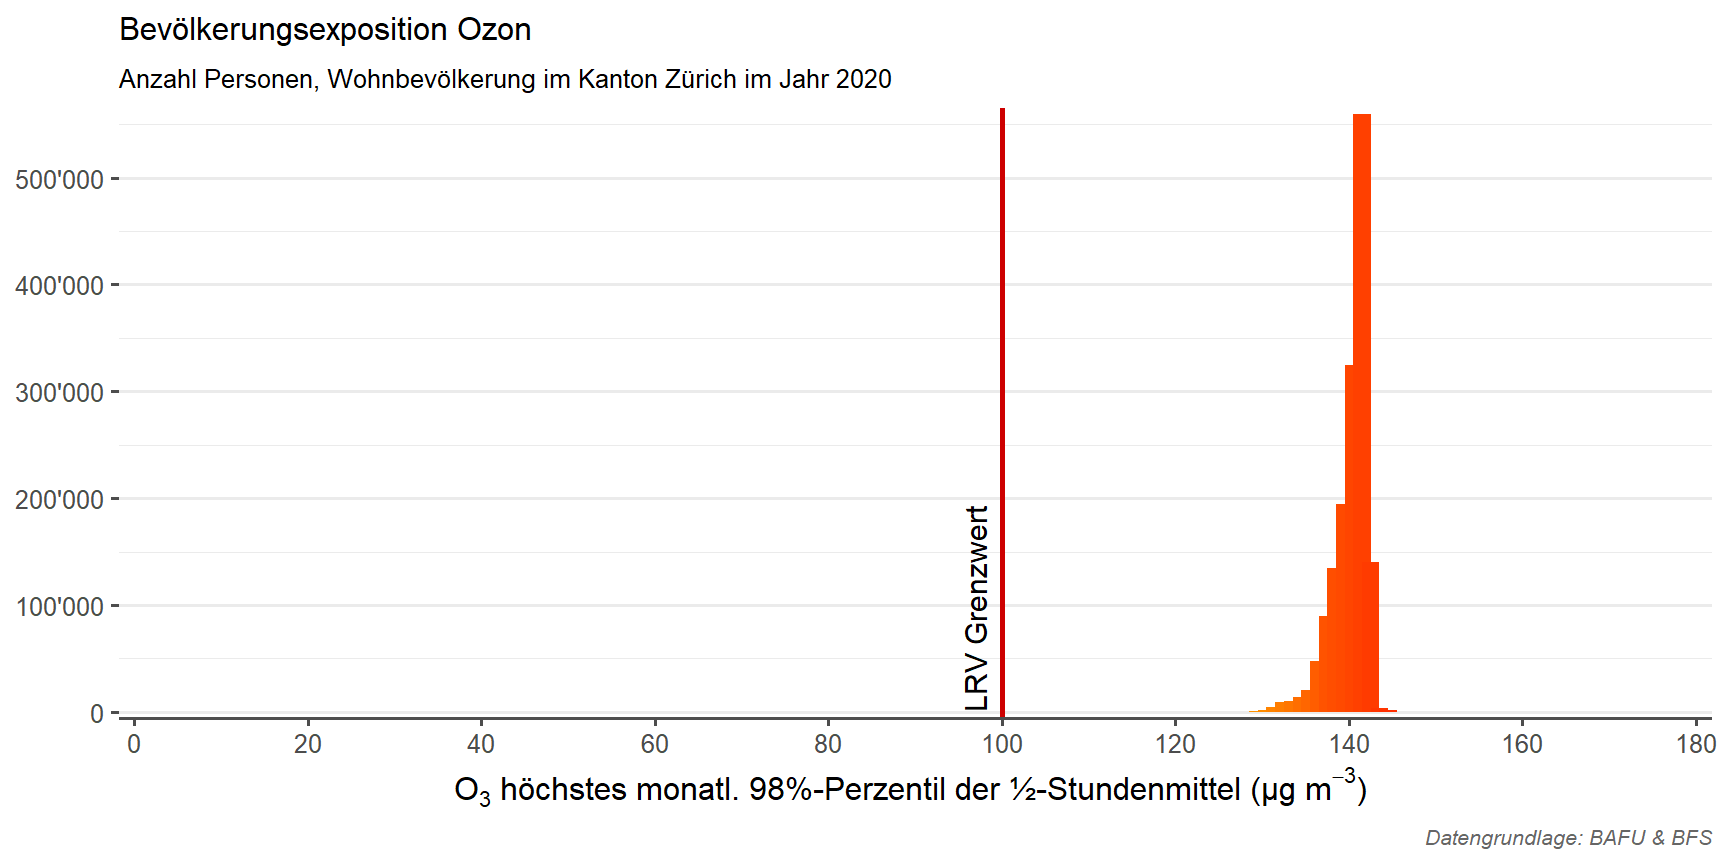 Bevölkerungsexposition Ozon
Anzahl Personen, Wohnbevölkerung im Kanton Zürich im Jahr 2020
500'000
400'000
300'000
200'000
100'000
0
LRV Grenzwert
0 20 40 60 80 100 120 140 160 180
O₃ höchstes monatl. 98%-Perzentil der ½-Stundenmittel (µg m⁻³)
Datengrundlage: BAFU & BFS